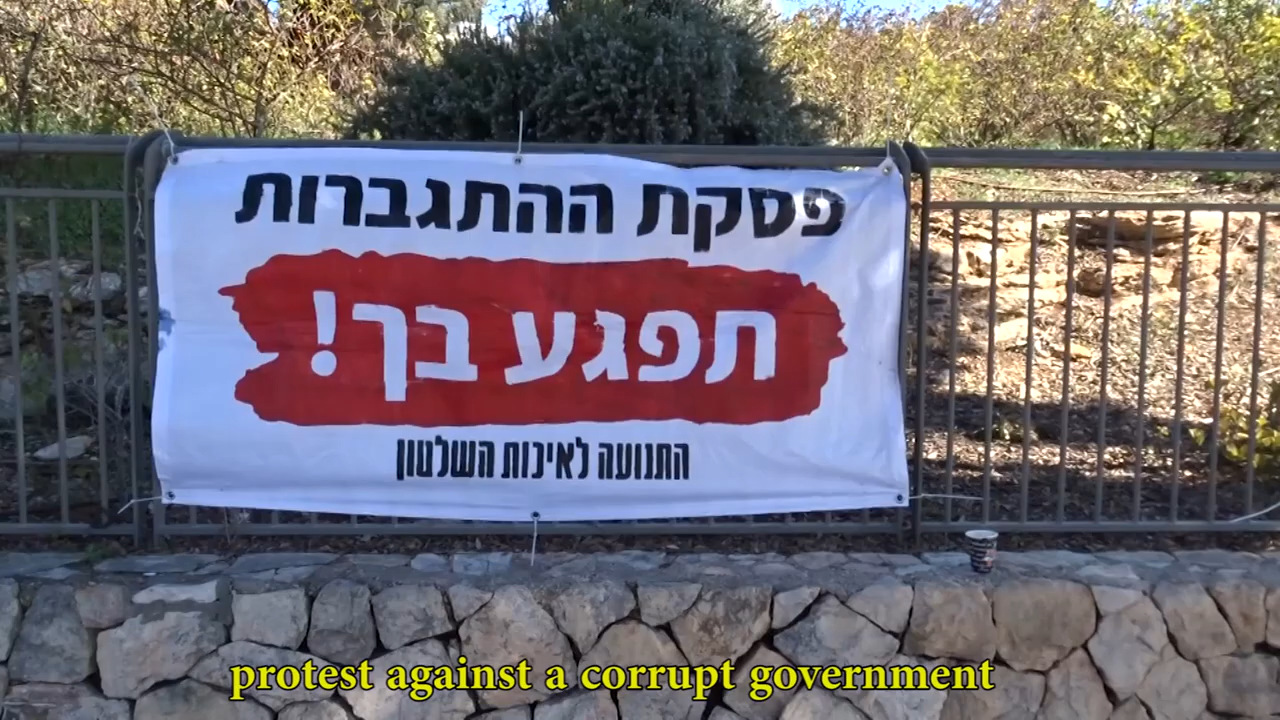 פסקת ההתגברות
תפגע בך!
התנועה לאיכות השלטון
protest against a corrupt government